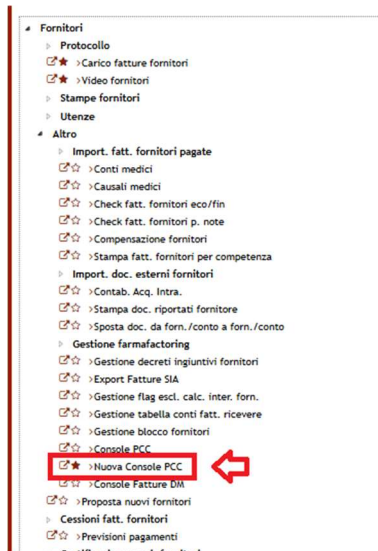 Fornitori
Protocollo
>Carico fatture fornitori
>Video fornitori
Stampe fornitori
Utenze
Altro
Import. fatt. fornitori pagate
>Conti medici
>Causali medici
>Check fatt. fornitori eco/fin
>Check fatt. fornitori p. note
>Compensazione fornitori
>Stampa fatt. fornitori per competenza
Import. doc. esterni fornitori
>Contab. Acq. Intra.
>Stampa doc. riportati fornitore
>Sposta doc. da forn./conto a forn./conto
Gestione farmafactoring
>Gestione decreti ingiuntivi fornitori
>Export Fatture SIA
>Gestione flag escl. calc. inter. forn.
>Gestione tabella conti fatt. ricevere
>Gestione blocco fornitori
>Console PCC
>Nuova Console PCC
>Console Fatture DM
>Proposta nuovi fornitori
Cessioni fatt. fornitori
>Previsioni pagamenti